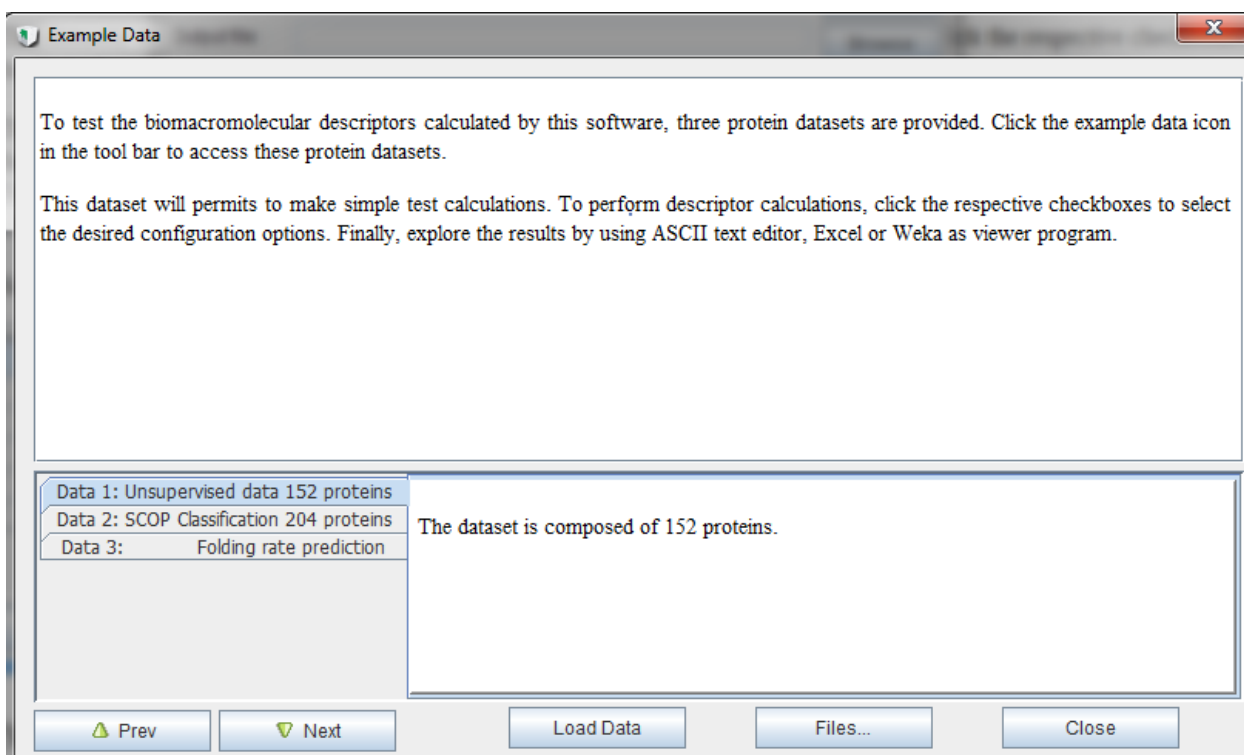 Example Data
To test the biomacromolecular descriptors calculated by this software, three protein datasets are provided. Click the example data icon
in the tool bar to access these protein datasets.
This dataset will permits to make simple test calculations. To perform descriptor calculations, click the respective checkboxes to select
the desired configuration options. Finally, explore the results by using ASCII text editor, Excel or Weka as viewer program.
Data 1: Unsupervised data 152 proteins
Data 2: SCOP Classification 204 proteins
Data 3: Folding rate prediction
The dataset is composed of 152 proteins.
Prev
Next
Load Data
Files...
Close